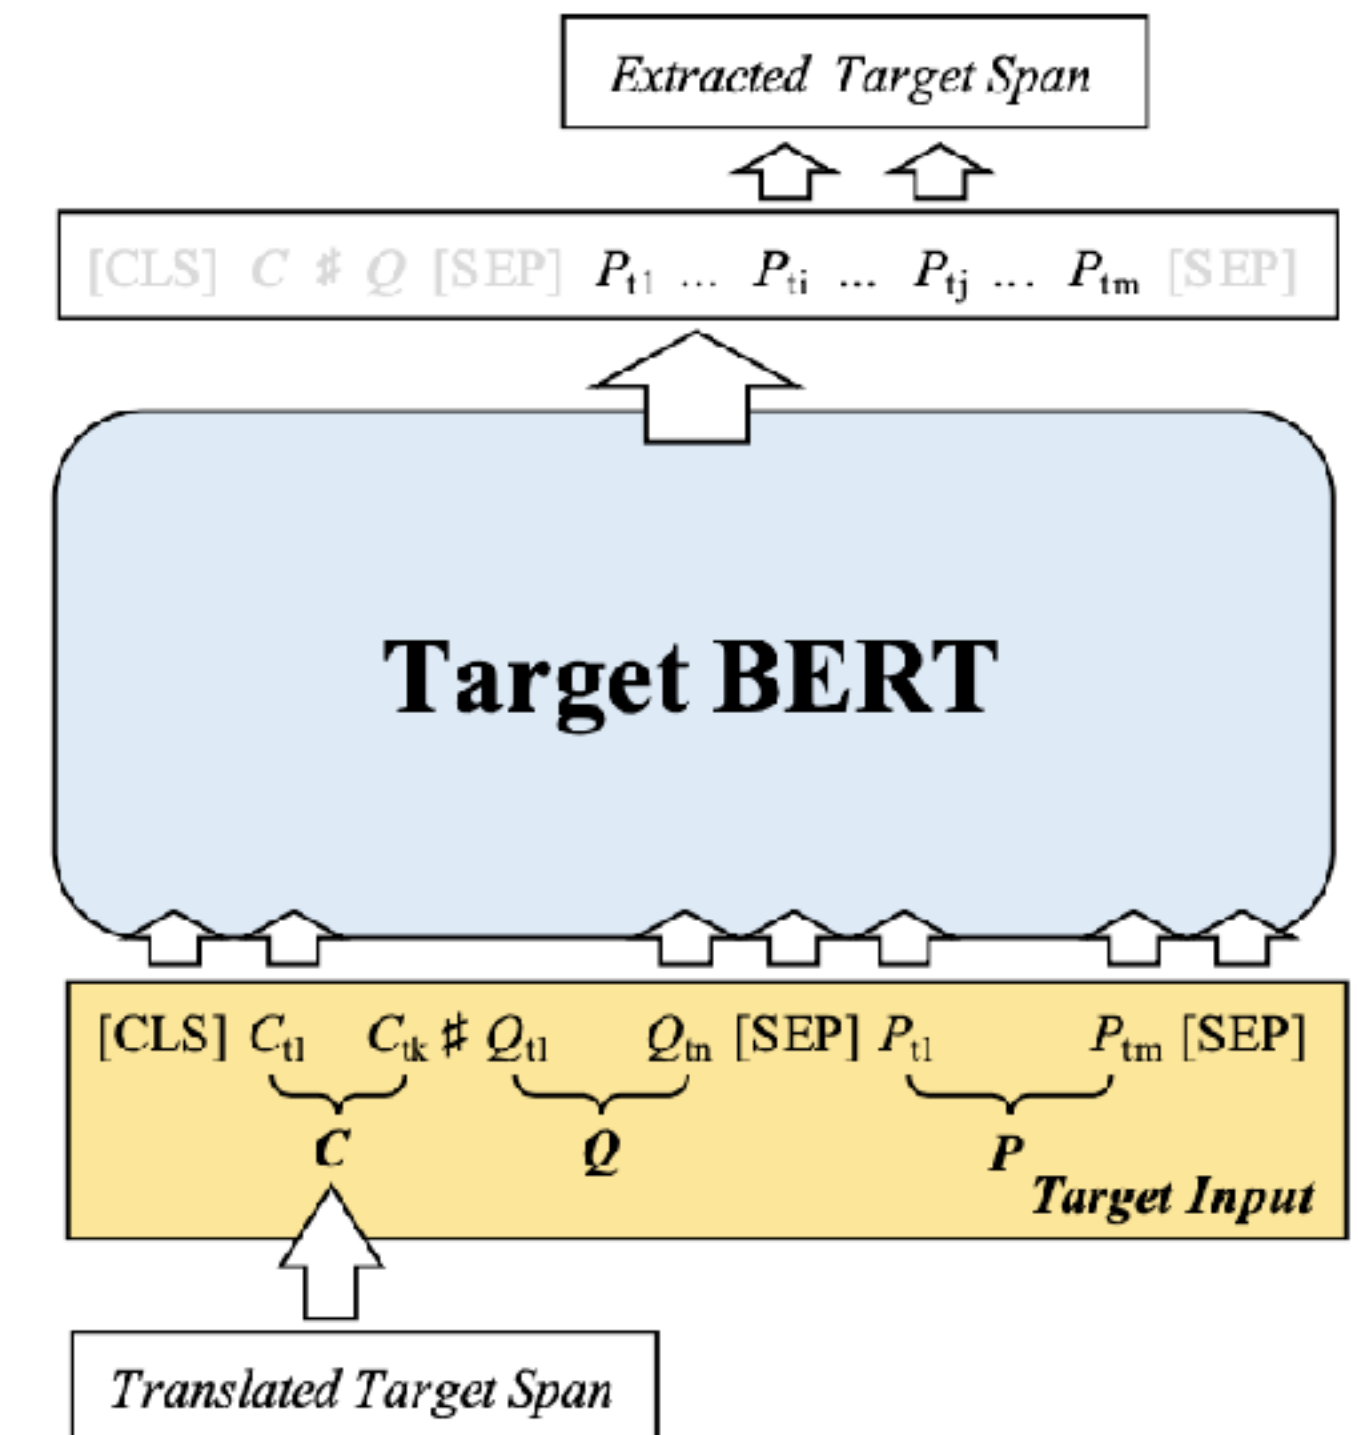 Extracted Target Span
[CLS] C ♯ Q [SEP] Pt1 ... Pti ... Ptj ... Ptm [SEP]
Target BERT
[CLS] Ct1 Ctk ♯ Qt1 Qtn [SEP] Pt1 Ptm [SEP]
C Q P
Target Input
Translated Target Span